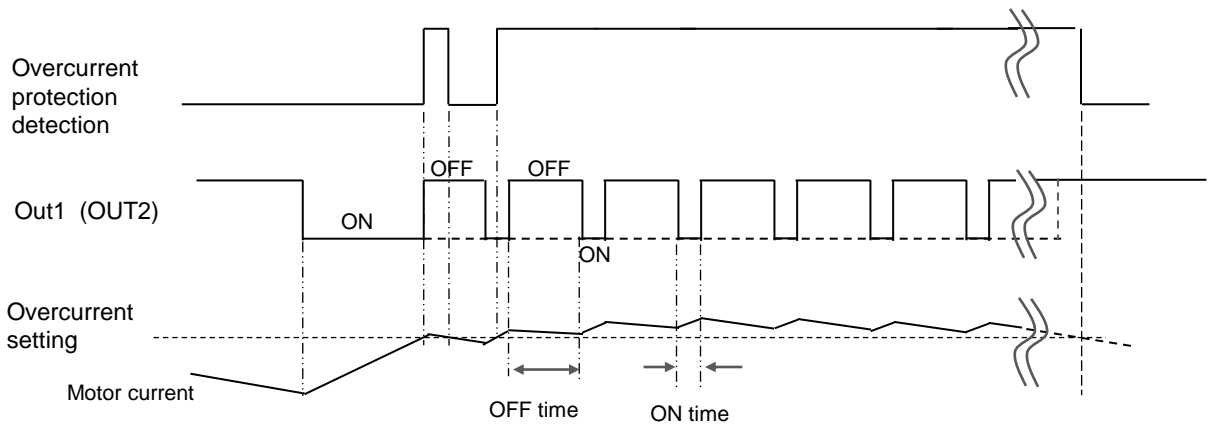 Overcurrent
protection
detection
OFF
OFF
Out1 (OUT2)
ON
ON
Overcurrent
setting
Motor current
OFF time
ON time